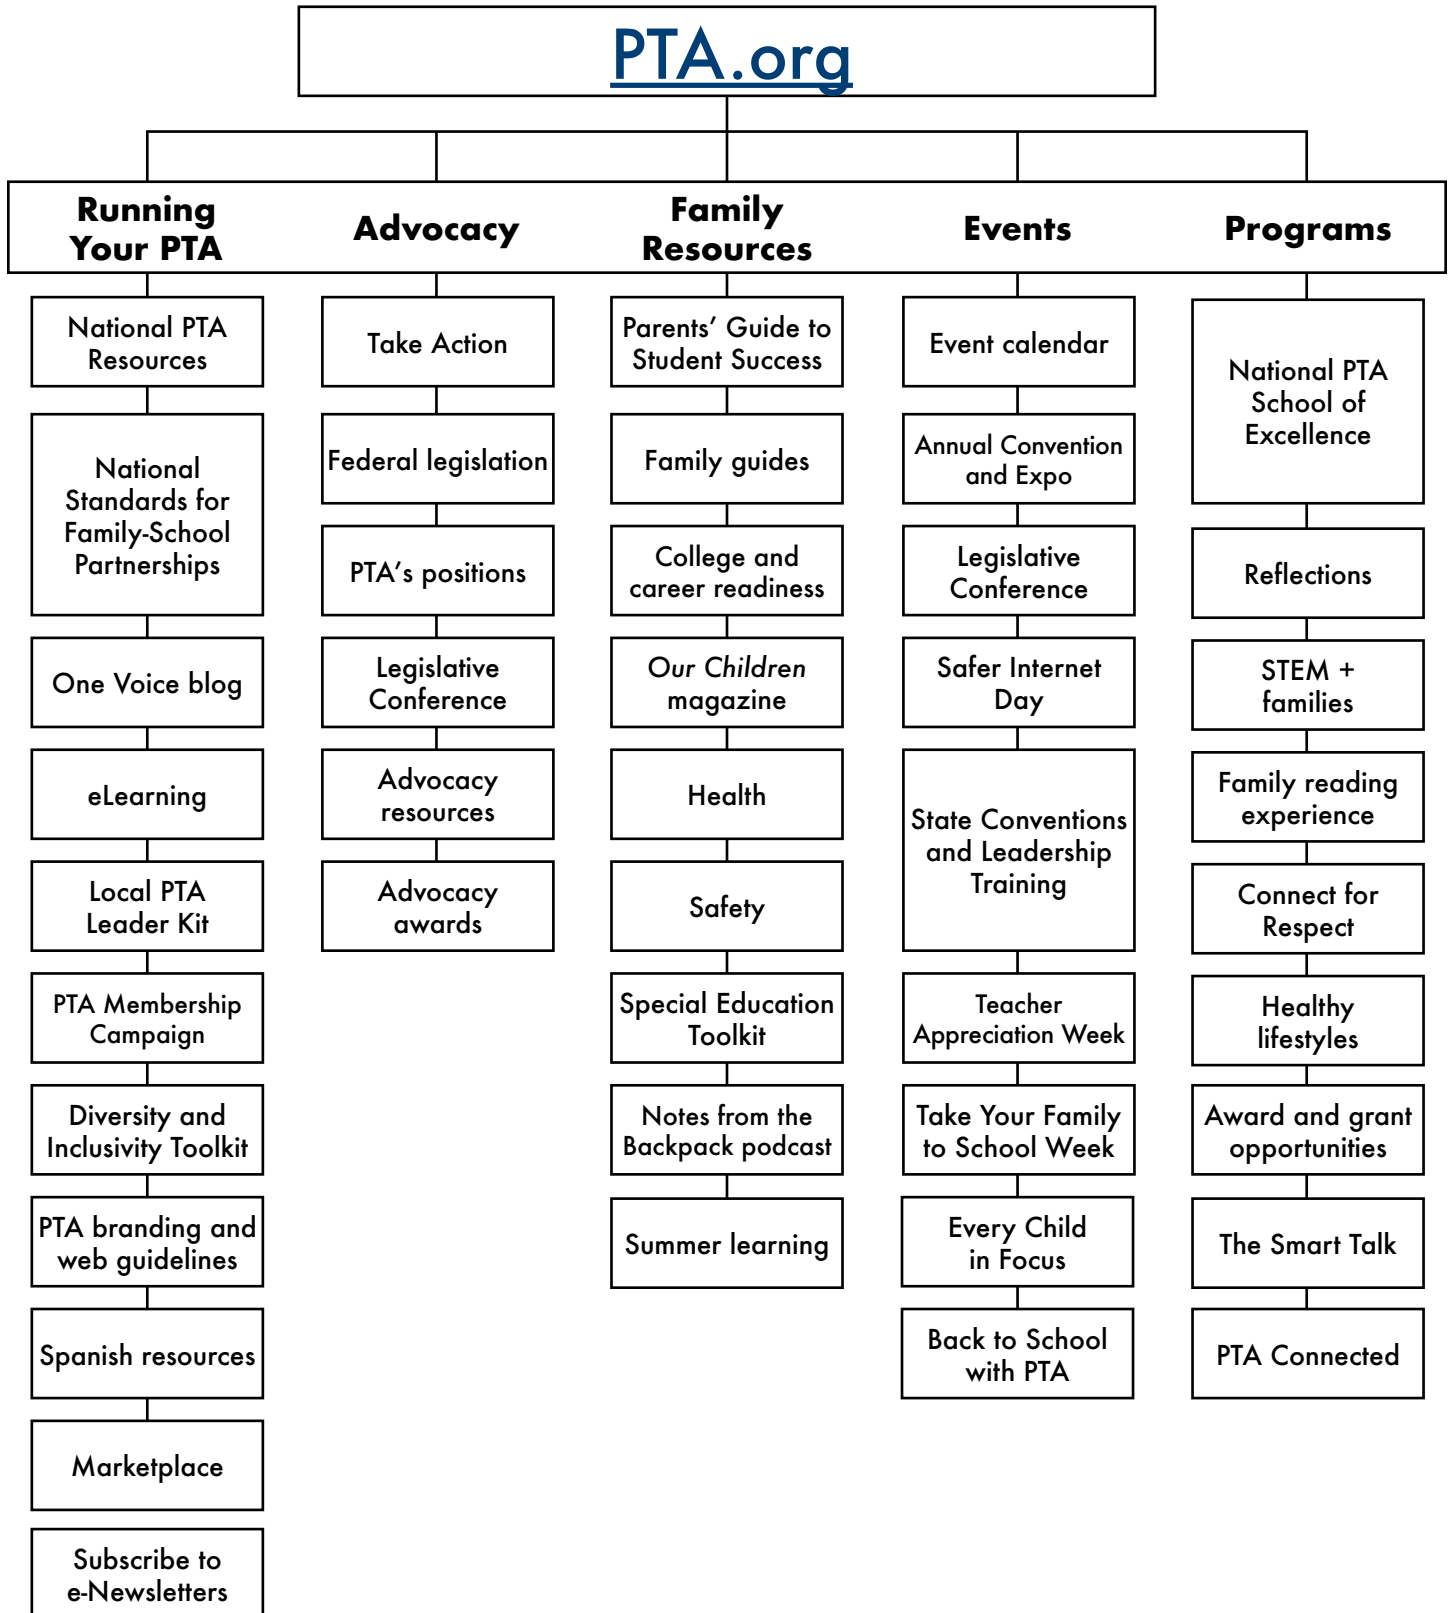 PTA.org
Running
Your PTA
Advocacy
Family
Resources
Events
Programs
National PTA
Resources
National
Standards for
Family-School
Partnerships
One Voice blog
eLearning
Local PTA
Leader Kit
PTA Membership
Campaign
Diversity and
Inclusivity Toolkit
PTA branding and
web guidelines
Spanish resources
Marketplace
Subscribe to
e-Newsletters
Take Action
Federal legislation
PTA’s positions
Legislative
Conference
Advocacy
resources
Advocacy
awards
Parents’ Guide to
Student Success
Family guides
College and
career readiness
Our Children
magazine
Health
Safety
Special Education
Toolkit
Notes from the
Backpack podcast
Summer learning
Event calendar
Annual Convention
and Expo
Legislative
Conference
Safer Internet
Day
State Conventions
and Leadership
Training
Teacher
Appreciation Week
Take Your Family
to School Week
Every Child
in Focus
Back to School
with PTA
National PTA
School of
Excellence
Reflections
STEM +
families
Family reading
experience
Connect for
Respect
Healthy
lifestyles
Award and grant
opportunities
The Smart Talk
PTA Connected